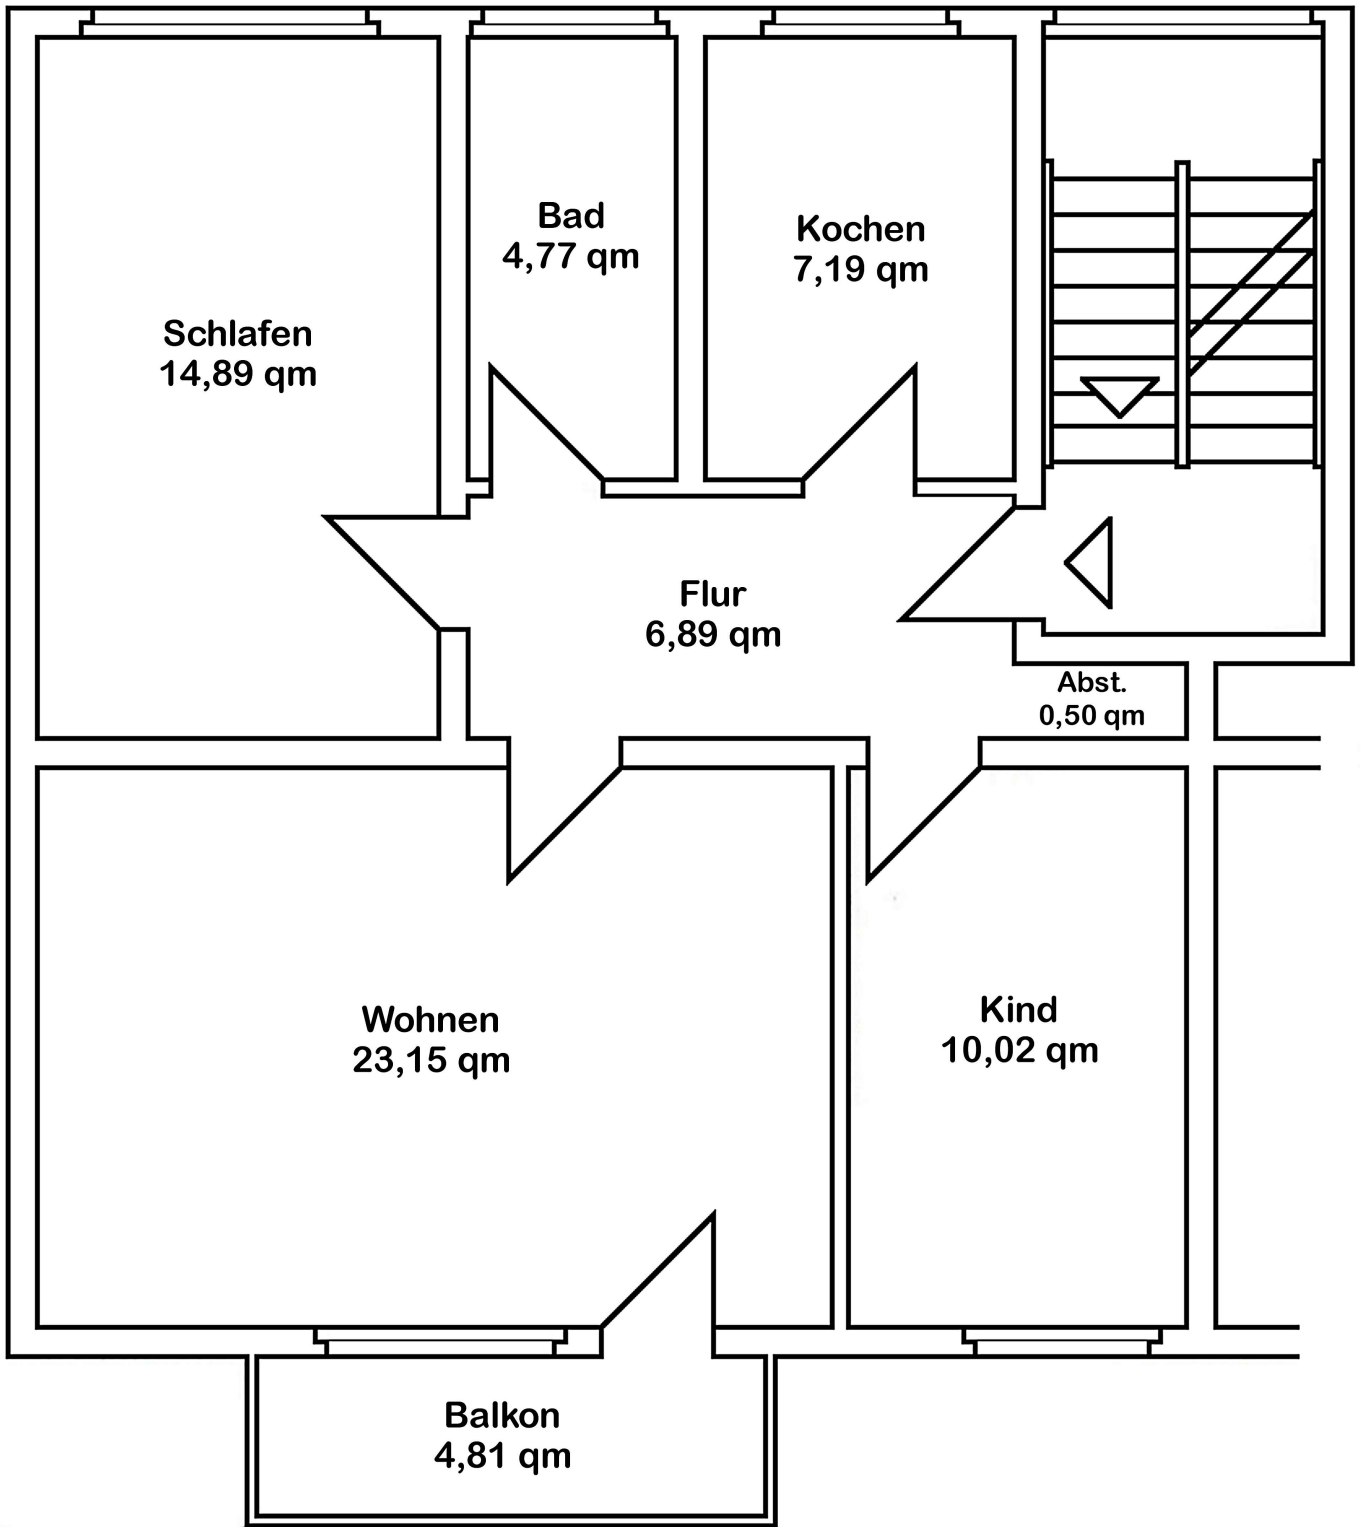 Bad
4,77 qm
Kochen
7,19 qm
Schlafen
14,89 qm
Flur
6,89 qm
Abst.
0,50 qm
Wohnen
23,15 qm
Kind
10,02 qm
Balkon
4,81 qm